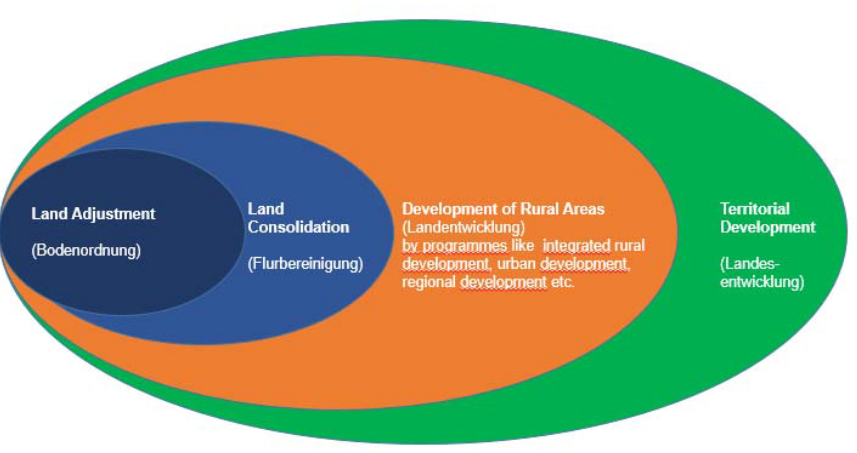 Land Adjustment
(Bodenordnung)
Land
Consolidation
(Flurbereinigung)
Development of Rural Areas
(Landentwicklung)
by programmes like integrated rural
development, urban development,
regional development etc.
Territorial
Development
(Landes-
entwicklung)